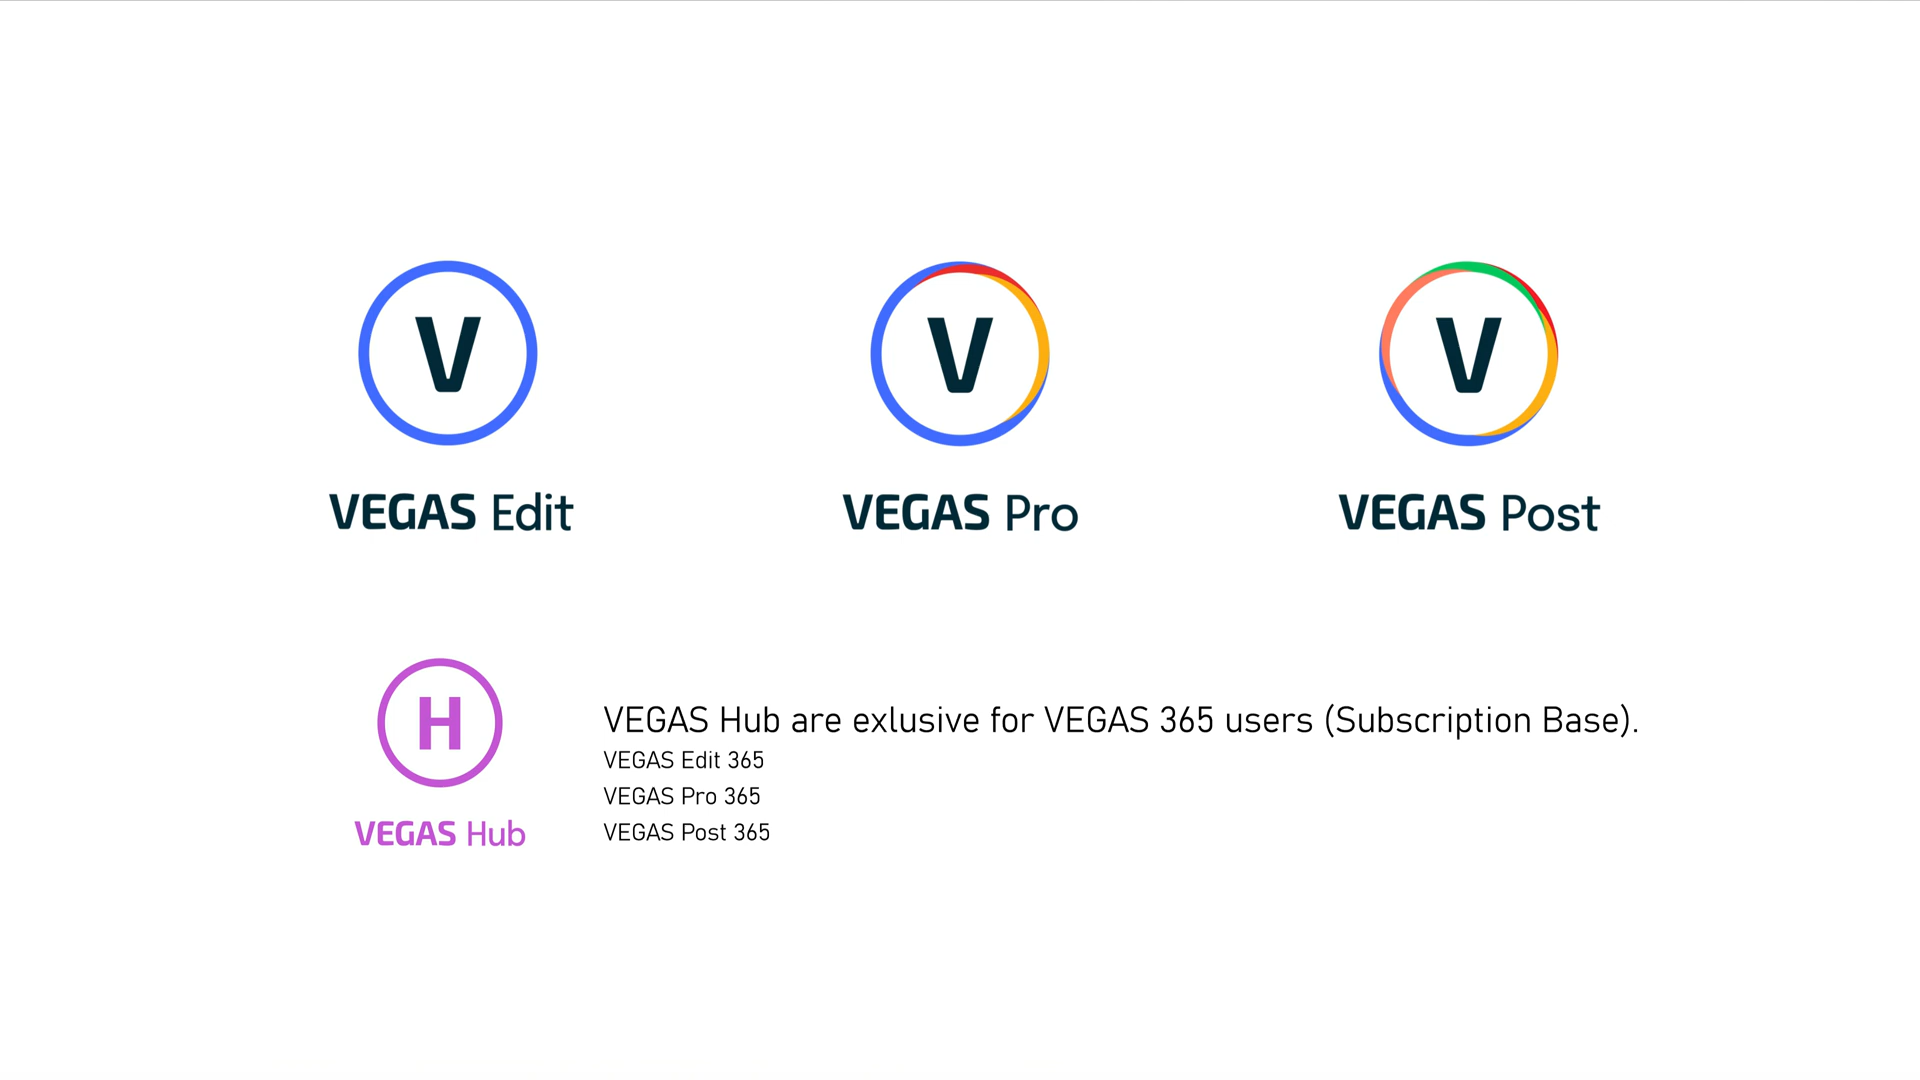 V
V
V
VEGAS Edit
VEGAS Pro
VEGAS Post
H
VEGAS Hub
VEGAS Hub are exlusive for VEGAS 365 users (Subscription Base).
VEGAS Edit 365
VEGAS Pro 365
VEGAS Post 365